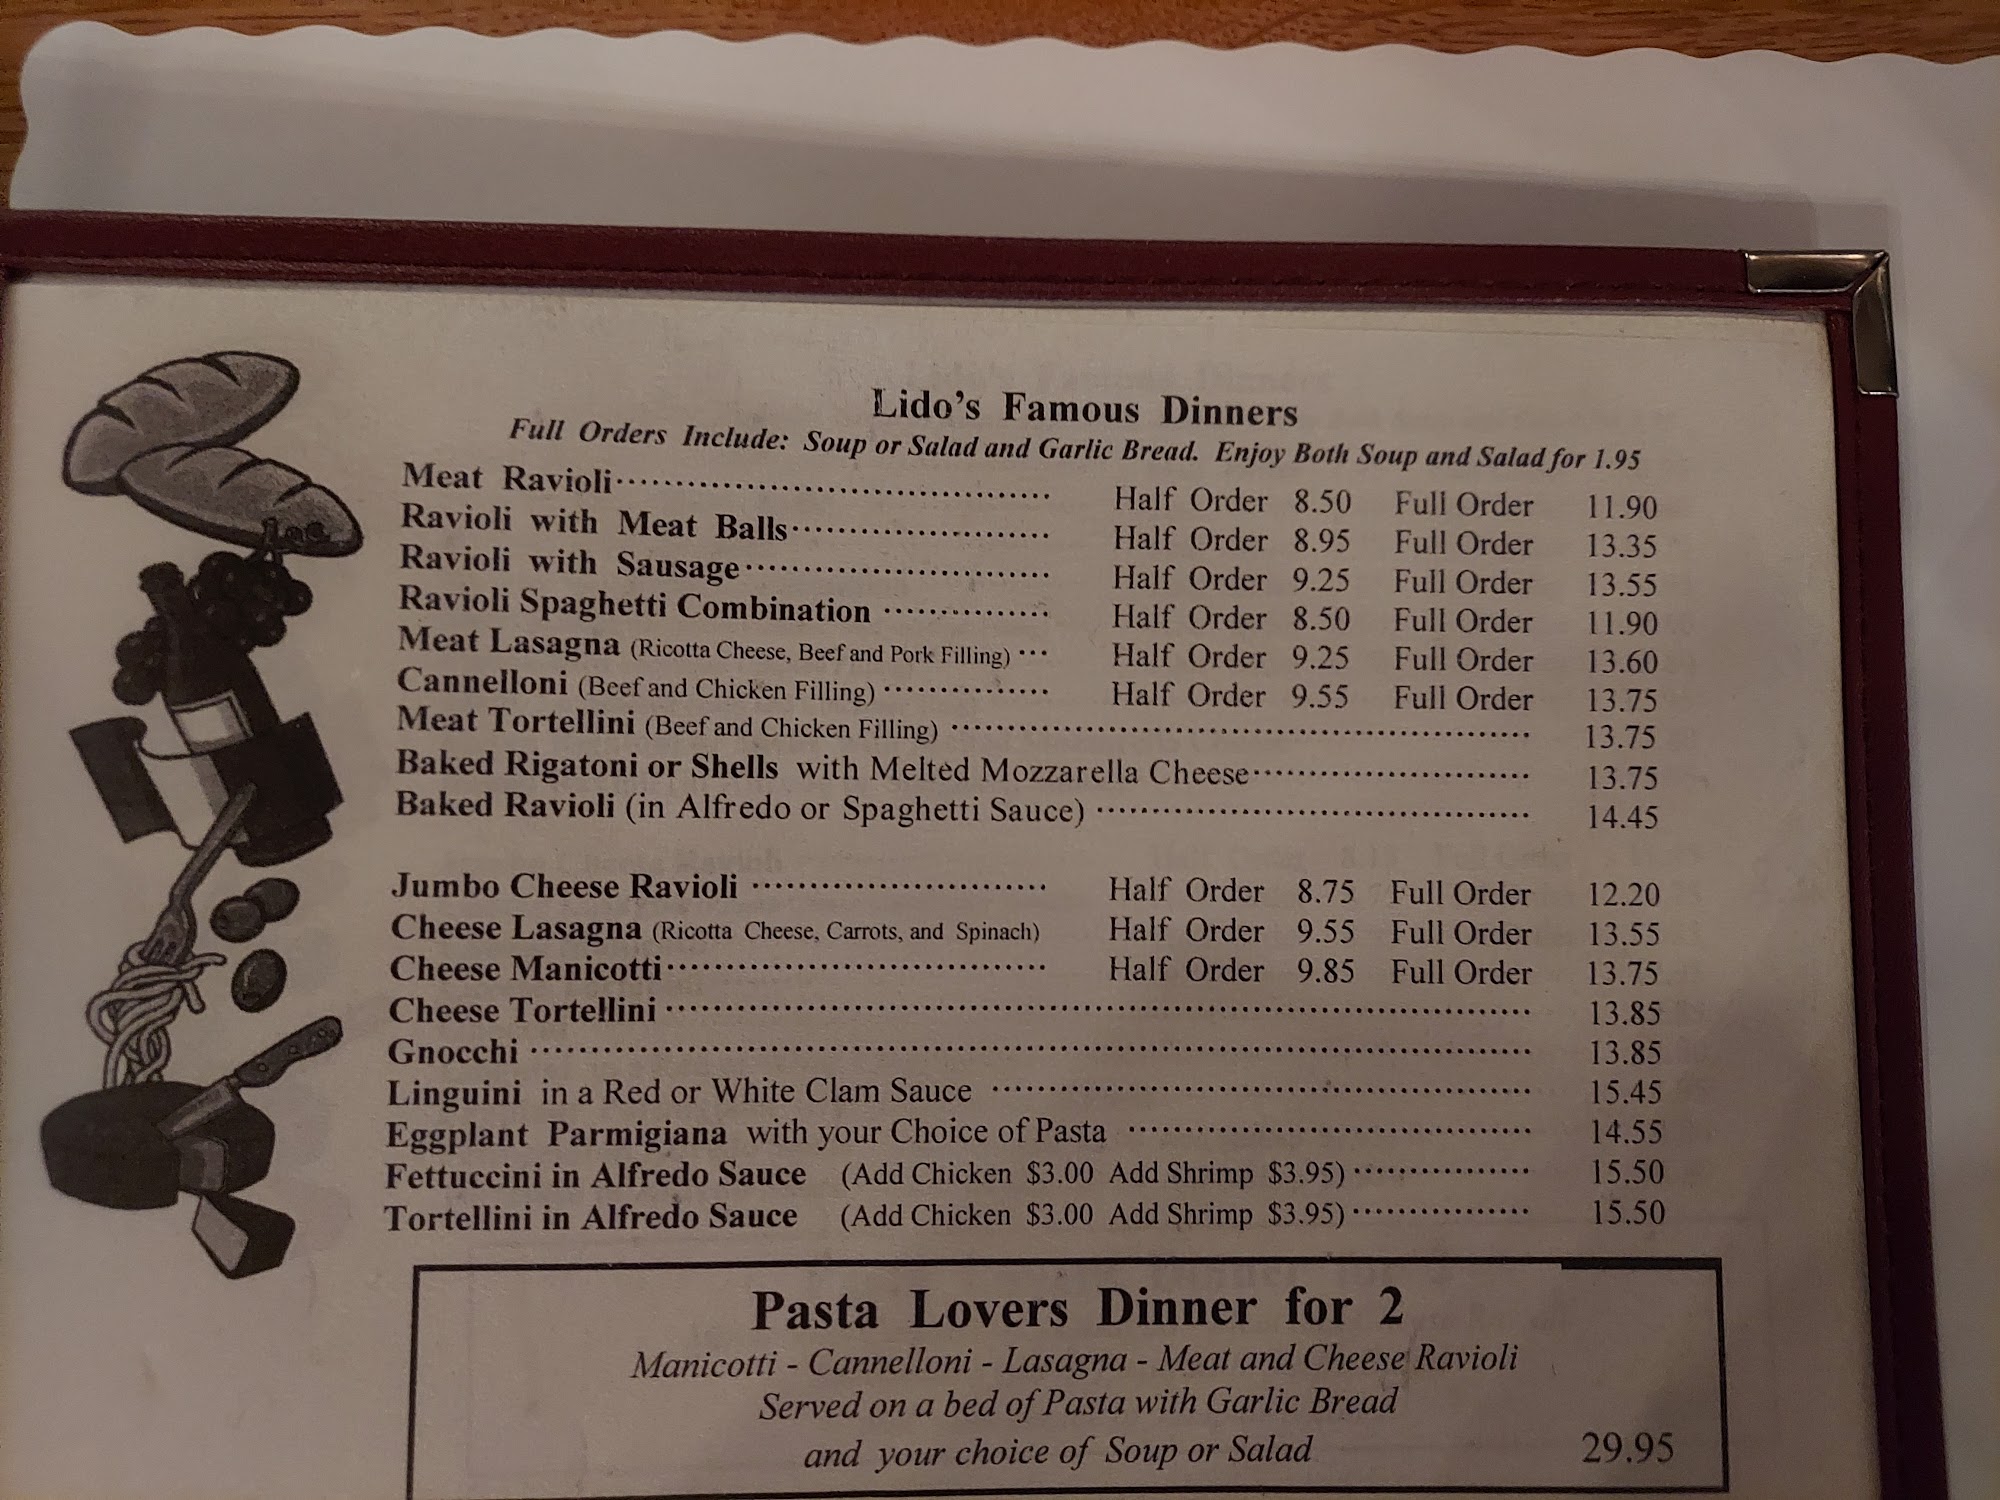 Lido's Famous Dinners
Full Orders Include: Soup or Salad and Garlic Bread. Enjoy Both Soup and Salad for 1.95
Meat Ravioli Half Order 8.50 Full Order 11.90
Ravioli with Meat Balls Half Order 8.95 Full Order 13.35
Ravioli with Sausage Half Order 9.25 Full Order 13.55
Ravioli Spaghetti Combination Half Order 8.50 Full Order 11.90
Meat Lasagna (Ricotta Cheese, Beef and Pork Filling) Half Order 9.25 Full Order 13.60
Cannelloni (Beef and Chicken Filling) Half Order 9.55 Full Order 13.75
Meat Tortellini (Beef and Chicken Filling) 13.75
Baked Rigatoni or Shells with Melted Mozzarella Cheese 13.75
Baked Ravioli (in Alfredo or Spaghetti Sauce) 14.45
Jumbo Cheese Ravioli Half Order 8.75 Full Order 12.20
Cheese Lasagna (Ricotta Cheese, Carrots, and Spinach) Half Order 9.55 Full Order 13.55
Cheese Manicotti Half Order 9.85 Full Order 13.75
Cheese Tortellini 13.85
Gnocchi 13.85
Linguini in a Red or White Clam Sauce 15.45
Eggplant Parmigiana with your Choice of Pasta 14.55
Fettuccini in Alfredo Sauce (Add Chicken $3.00 Add Shrimp $3.95) 15.50
Tortellini in Alfredo Sauce (Add Chicken $3.00 Add Shrimp $3.95) 15.50
Pasta Lovers Dinner for 2
Manicotti - Cannelloni - Lasagna - Meat and Cheese Ravioli
Served on a bed of Pasta with Garlic Bread
and your choice of Soup or Salad 29.95